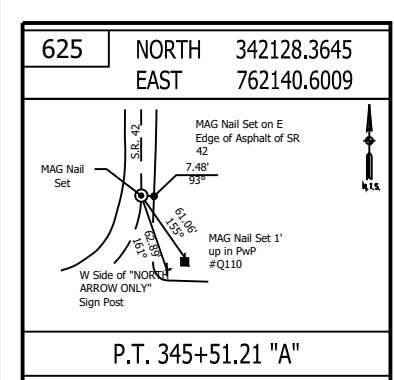 625
NORTH 342128.3645
EAST 762140.6009
S.R. 42
MAG Nail Set on E
Edge of Asphalt of SR
42
7.48'
93°
MAG Nail
Set
n.t.s.
61.06'
155°
62.89'
161°
MAG Nail Set 1'
up in PwP
#Q110
W Side of "NORTH
ARROW ONLY"
Sign Post
P.T. 345+51.21 "A"